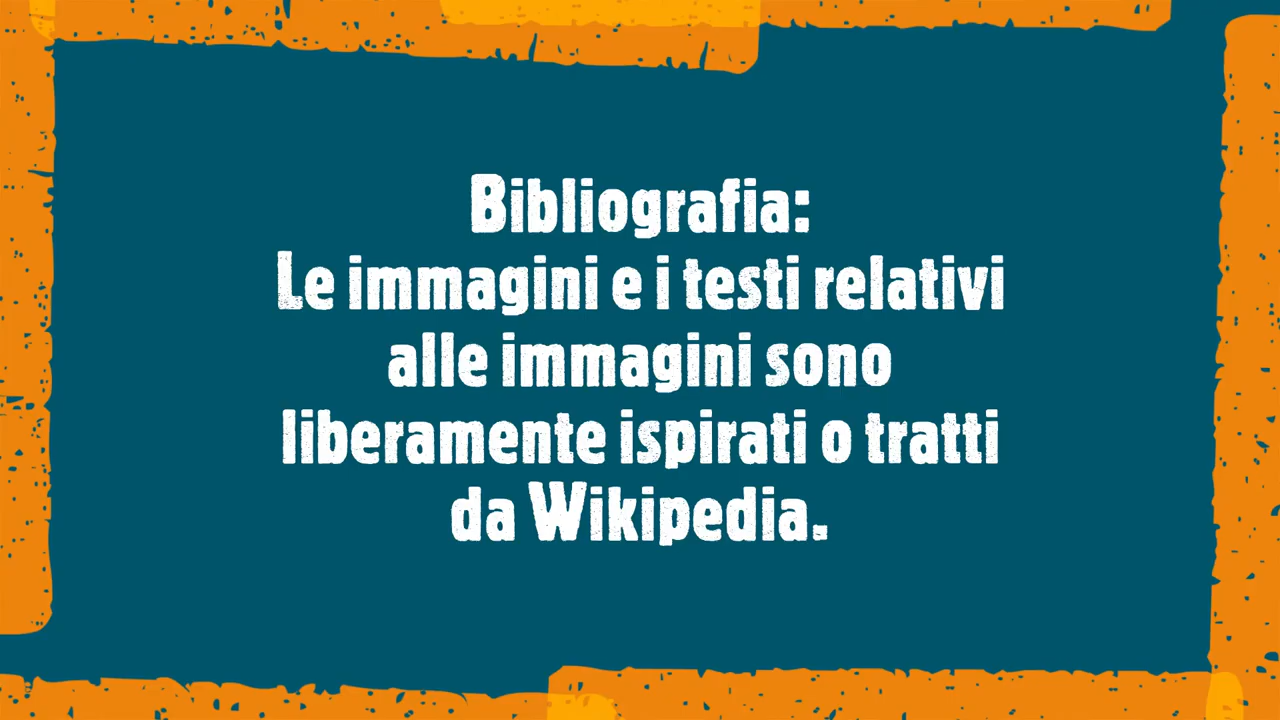 Bibliografia:
Le immagini e i testi relativi
alle immagini sono
liberamente ispirati o tratti
da Wikipedia.